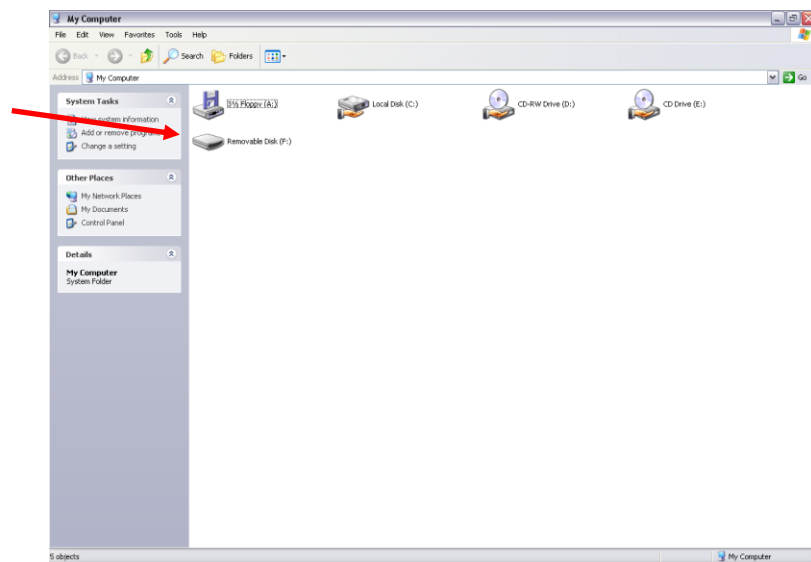 My Computer
File Edit View Favorites Tools Help
Back Search Folders
Address My Computer Go
System Tasks
View system information
Add or remove programs
Change a setting
Other Places
My Network Places
My Documents
Control Panel
Details
My Computer
System Folder
3½ Floppy (A:) Local Disk (C:) CD-RW Drive (D:) CD Drive (E:)
Removable Disk (F:)
5 objects My Computer